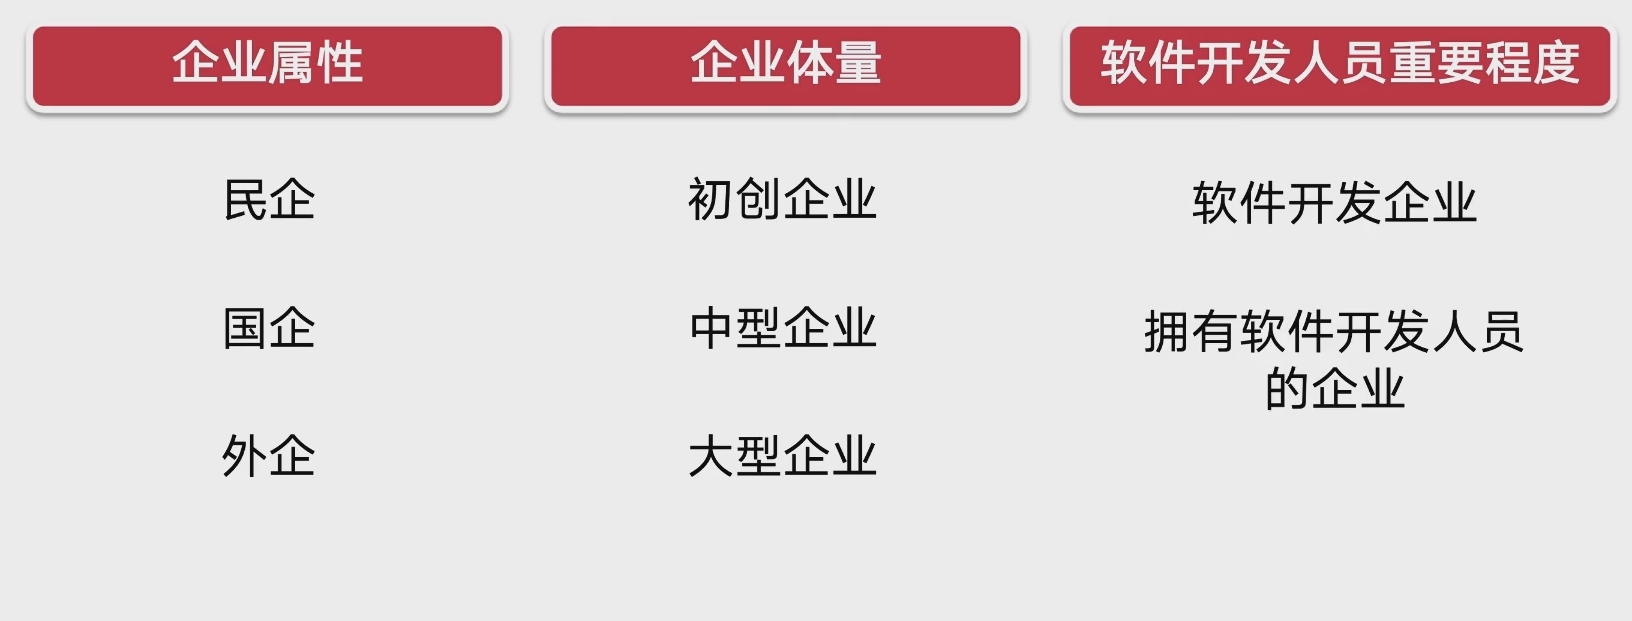 企业属性
企业体量
软件开发人员重要程度
民企
初创企业
软件开发企业
国企
中型企业
拥有软件开发人员
的企业
外企
大型企业